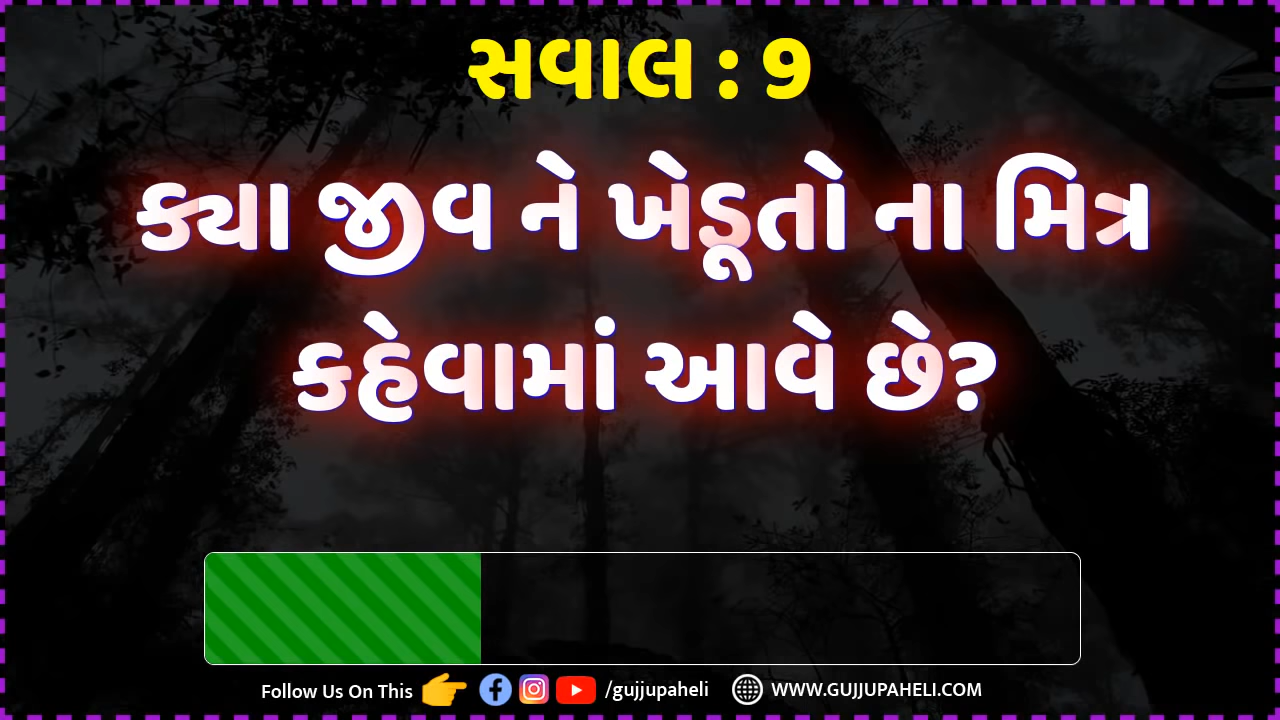 સવાલ : 9
ક્યા જીવ ને ખેડૂતો ના મિત્ર
કહેવામાં આવે છે?
Follow Us On This /gujjupaheli WWW.GUJJUPAHELI.COM